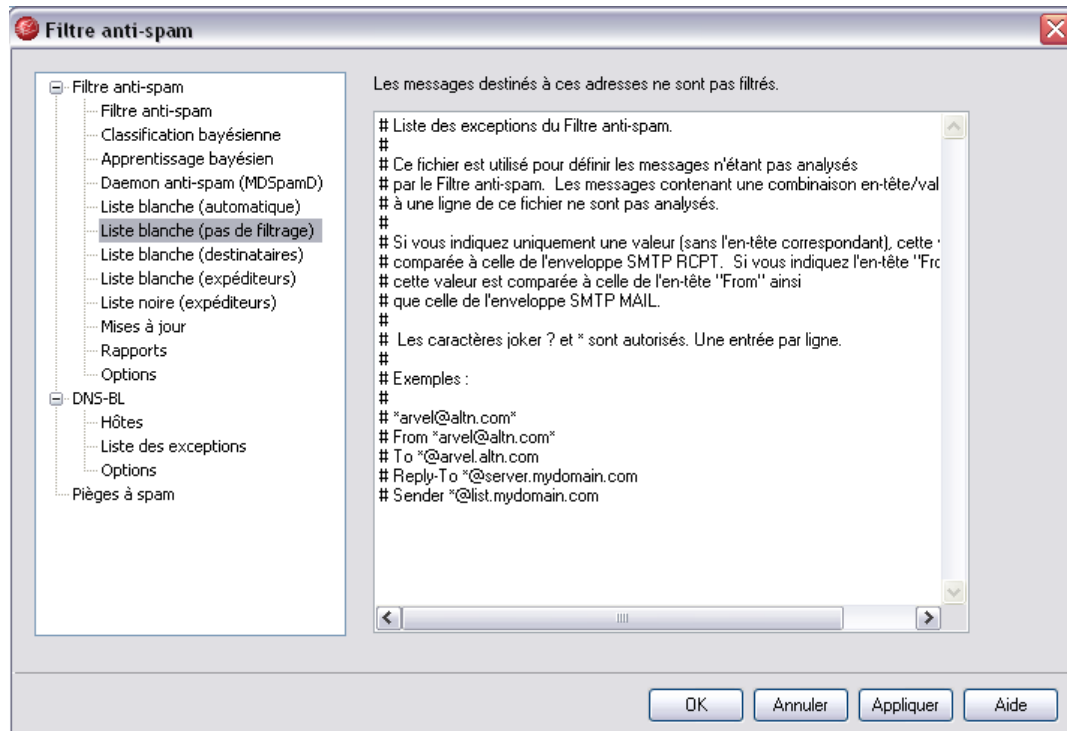 Filtre anti-spam
Filtre anti-spam
Filtre anti-spam
Classification bayésienne
Apprentissage bayésien
Daemon anti-spam (MDSpamD)
Liste blanche (automatique)
Liste blanche (pas de filtrage)
Liste blanche (destinataires)
Liste blanche (expéditeurs)
Liste noire (expéditeurs)
Mises à jour
Rapports
Options
DNS-BL
Hôtes
Liste des exceptions
Options
Pièges à spam
Les messages destinés à ces adresses ne sont pas filtrés.
# Liste des exceptions du Filtre anti-spam.
#
# Ce fichier est utilisé pour définir les messages n'étant pas analysés
# par le Filtre anti-spam.  Les messages contenant une combinaison en-tête/val
# à une ligne de ce fichier ne sont pas analysés.
#
# Si vous indiquez uniquement une valeur (sans l'en-tête correspondant), cette
# comparée à celle de l'enveloppe SMTP RCPT.  Si vous indiquez l'en-tête "Fro
# cette valeur est comparée à celle de l'en-tête "From" ainsi
# que celle de l'enveloppe SMTP MAIL.
#
#  Les caractères joker ? et * sont autorisés. Une entrée par ligne.
#
# Exemples :
#
# *arvel@altn.com*
# From *arvel@altn.com*
# To *@arvel.altn.com
# Reply-To *@server.mydomain.com
# Sender *@list.mydomain.com
OK
Annuler
Appliquer
Aide